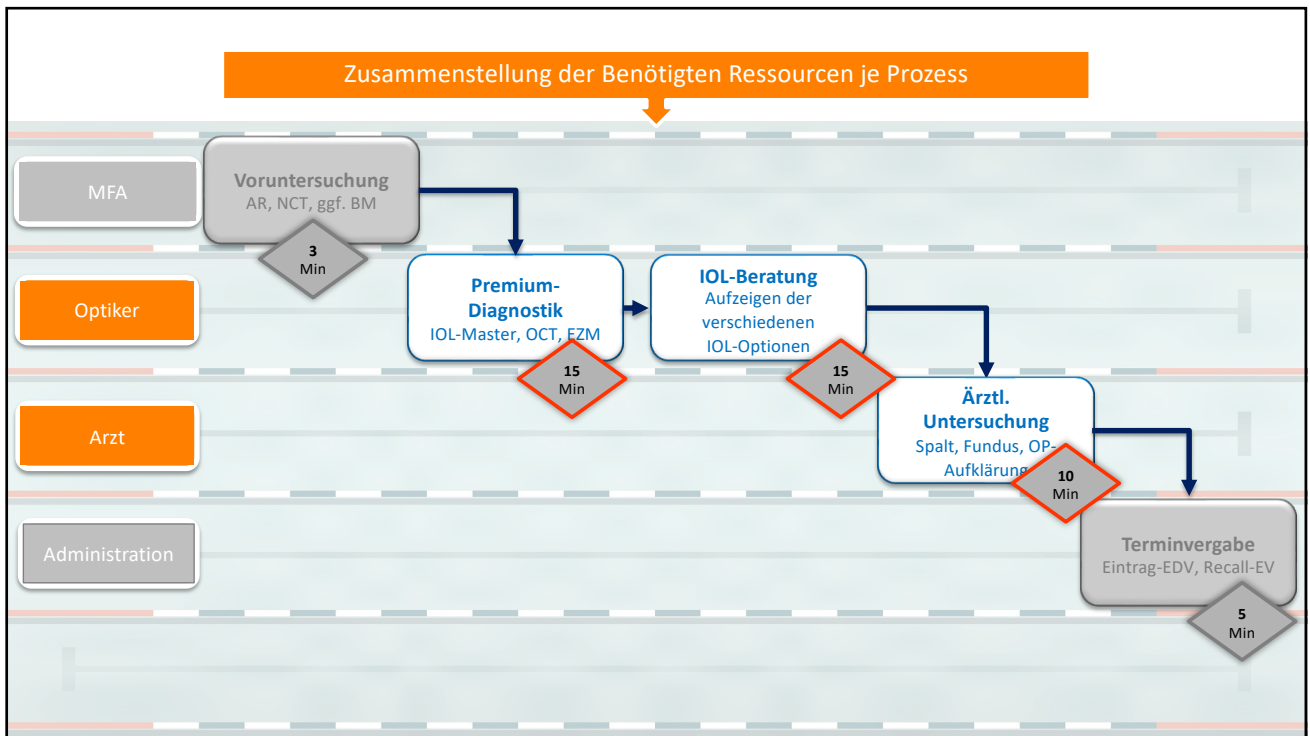 Zusammenstellung der Benötigten Ressourcen je Prozess
MFA
Voruntersuchung
AR, NCT, ggf. BM
3
Min
Optiker
Premium-
Diagnostik
IOL-Master, OCT, EZM
15
Min
IOL-Beratung
Aufzeigen der
verschiedenen
IOL-Optionen
15
Min
Arzt
Ärztl.
Untersuchung
Spalt, Fundus, OP-
Aufklärung
10
Min
Administration
Terminvergabe
Eintrag-EDV, Recall-EV
5
Min